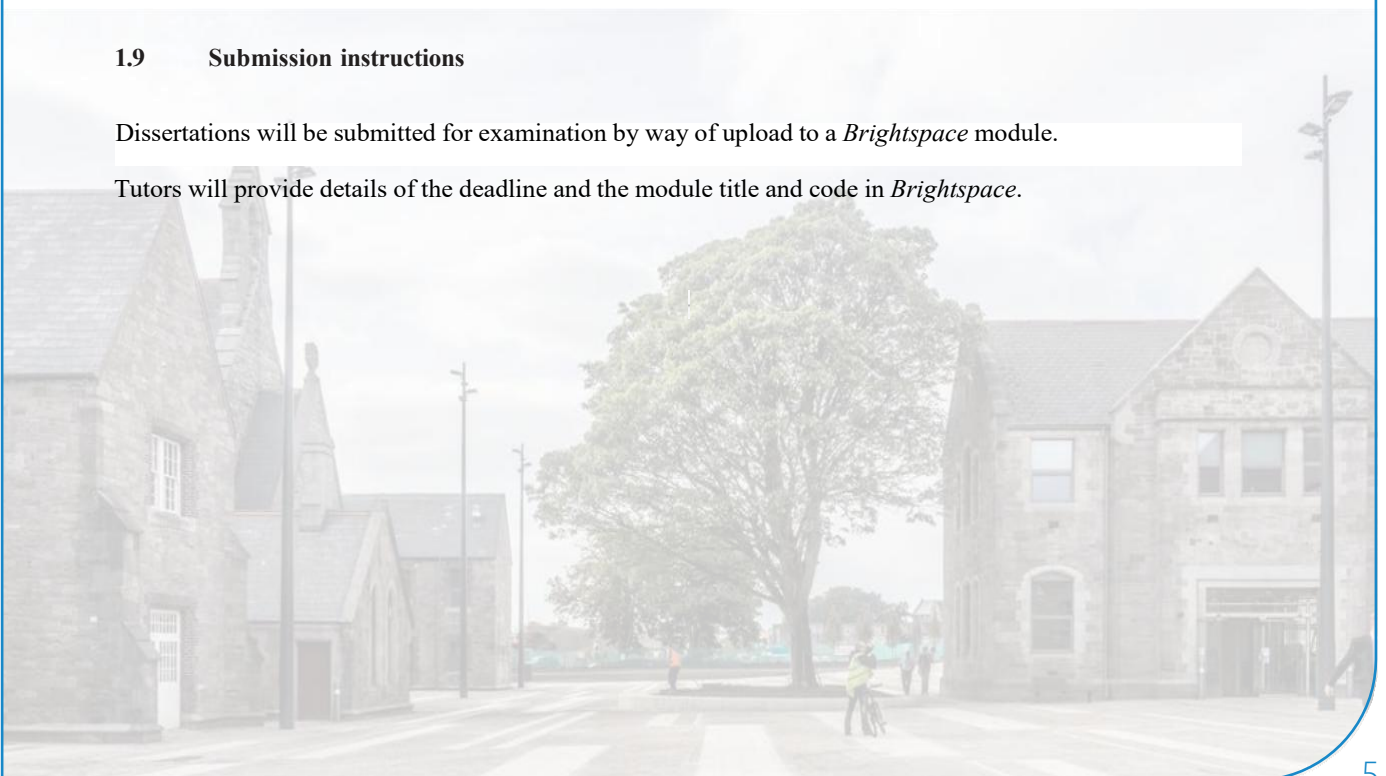 1.9 Submission instructions
Dissertations will be submitted for examination by way of upload to a Brightspace module.
Tutors will provide details of the deadline and the module title and code in Brightspace.
5